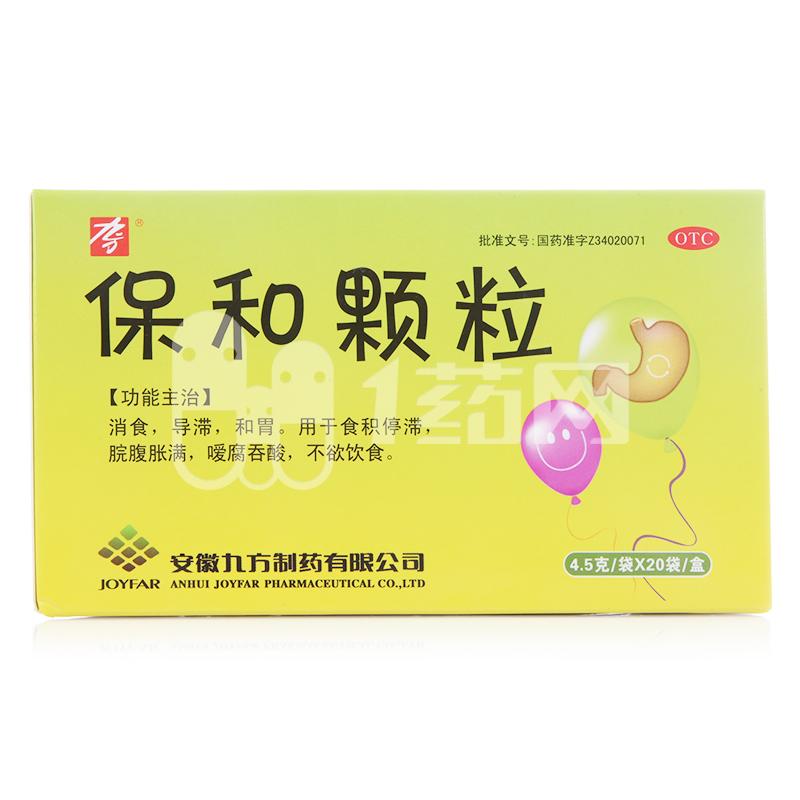 批准文号:国药准字Z34020071
OTC
保和颗粒
【功能主治】
消食，导滞，和胃。用于食积停滞，
脘腹胀满，嗳腐吞酸，不欲饮食。
1药网
JOYFAR
安徽九方制药有限公司
ANHUI JOYFAR PHARMACEUTICAL CO.,LTD
4.5克/袋X20袋/盒